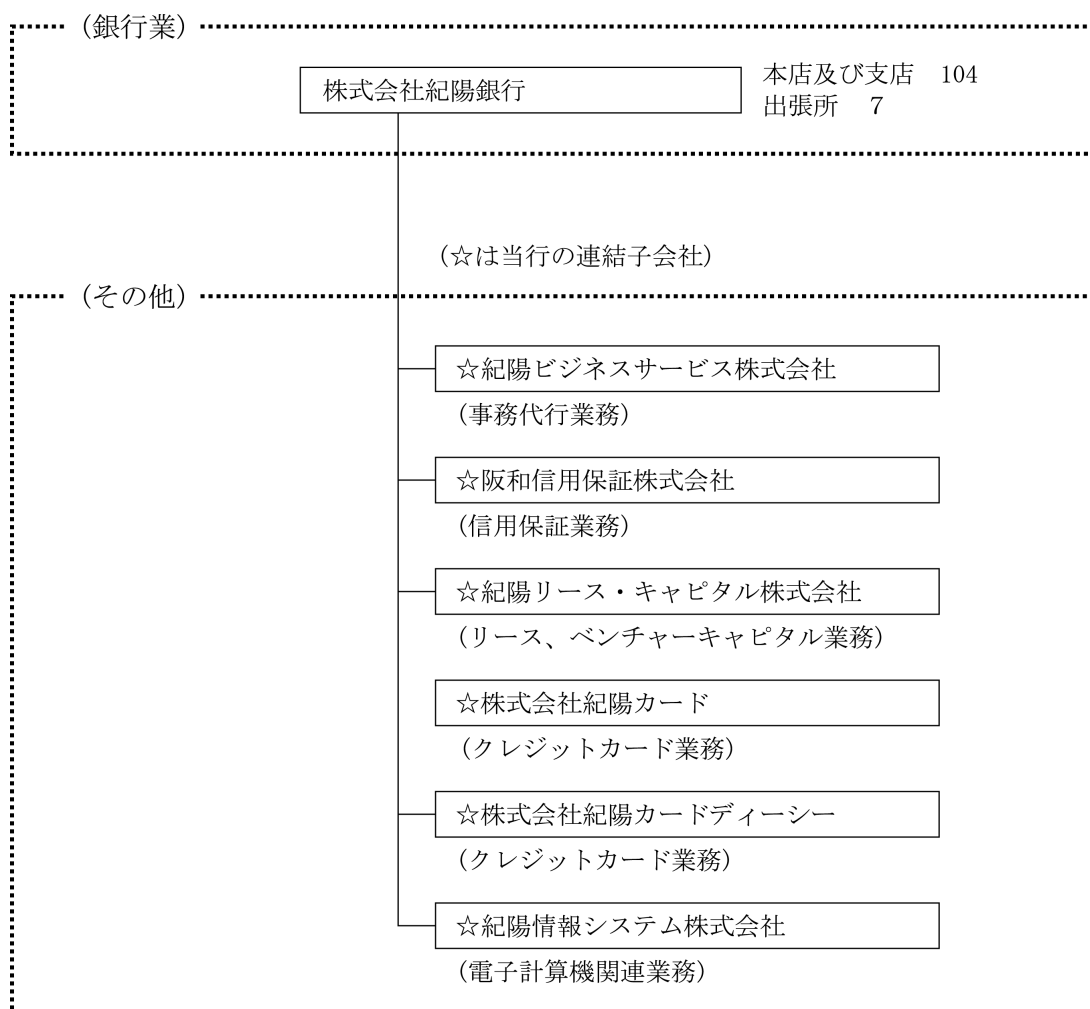 (銀行業)
株式会社紀陽銀行
本店及び支店　104
出張所　7
(☆は当行の連結子会社)
(その他)
☆紀陽ビジネスサービス株式会社
(事務代行業務)
☆阪和信用保証株式会社
(信用保証業務)
☆紀陽リース・キャピタル株式会社
(リース、ベンチャーキャピタル業務)
☆株式会社紀陽カード
(クレジットカード業務)
☆株式会社紀陽カードディーシー
(クレジットカード業務)
☆紀陽情報システム株式会社
(電子計算機関連業務)